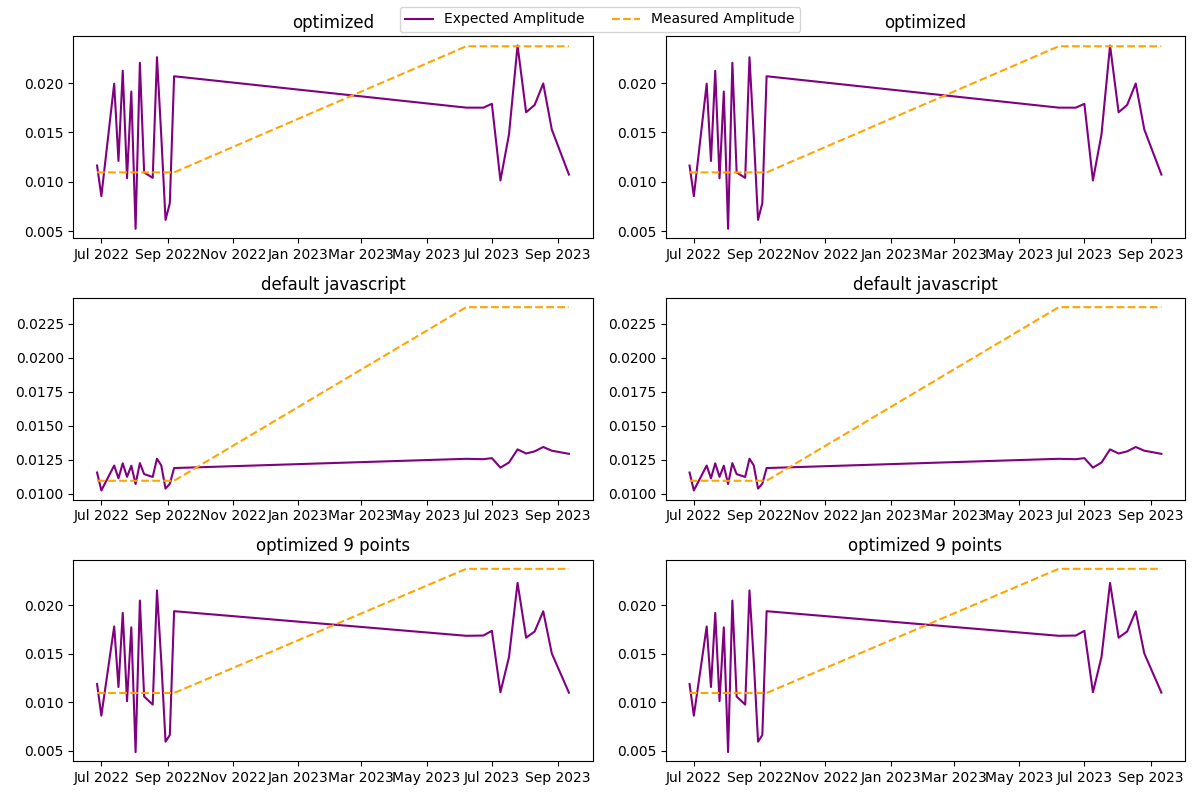 Expected Amplitude Measured Amplitude
optimized optimized
0.020
0.015
0.010
0.005
Jul 2022 Sep 2022 Nov 2022 Jan 2023 Mar 2023 May 2023 Jul 2023 Sep 2023
0.020
0.015
0.010
0.005
Jul 2022 Sep 2022 Nov 2022 Jan 2023 Mar 2023 May 2023 Jul 2023 Sep 2023
default javascript default javascript
0.0225
0.0200
0.0175
0.0150
0.0125
0.0100
Jul 2022 Sep 2022 Nov 2022 Jan 2023 Mar 2023 May 2023 Jul 2023 Sep 2023
0.0225
0.0200
0.0175
0.0150
0.0125
0.0100
Jul 2022 Sep 2022 Nov 2022 Jan 2023 Mar 2023 May 2023 Jul 2023 Sep 2023
optimized 9 points optimized 9 points
0.020
0.015
0.010
0.005
Jul 2022 Sep 2022 Nov 2022 Jan 2023 Mar 2023 May 2023 Jul 2023 Sep 2023
0.020
0.015
0.010
0.005
Jul 2022 Sep 2022 Nov 2022 Jan 2023 Mar 2023 May 2023 Jul 2023 Sep 2023